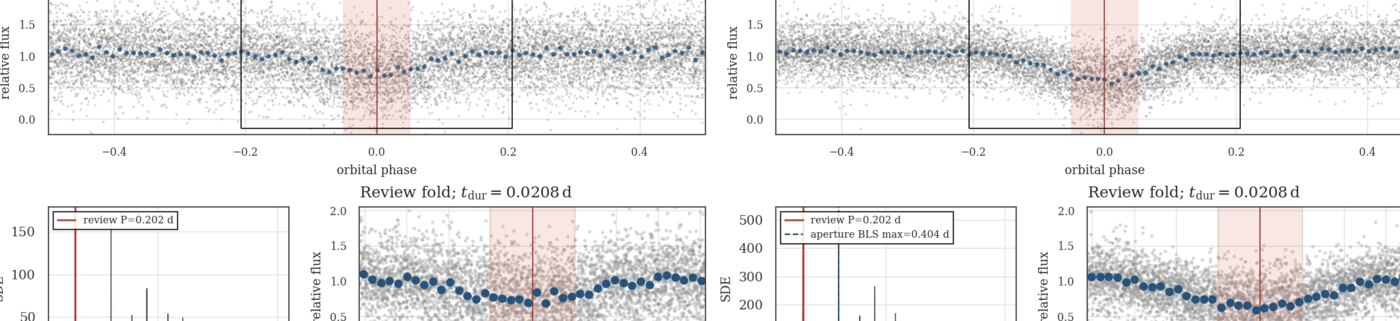 relative flux
1.5
1.0
0.5
0.0
−0.4
−0.2
0.0
0.2
0.4
orbital phase
relative flux
1.5
1.0
0.5
0.0
−0.4
−0.2
0.0
0.2
0.4
orbital phase
SDE
150
100
50
review P=0.202 d
Review fold; tdur = 0.0208 d
relative flux
2.0
1.5
1.0
0.5
SDE
500
400
300
200
review P=0.202 d
aperture BLS max=0.404 d
Review fold; tdur = 0.0208 d
relative flux
2.0
1.5
1.0
0.5